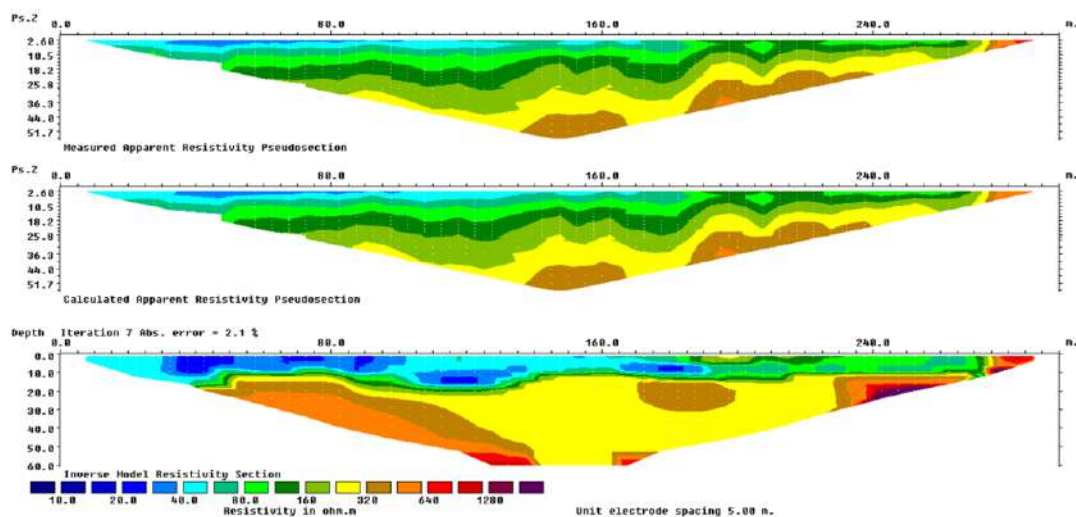 Ps.Z 0.0 80.0 160.0 240.0 m.
2.60
10.5
18.2
25.8
36.3
44.0
51.7
Measured Apparent Resistivity Pseudosection
Ps.Z 0.0 80.0 160.0 240.0 m.
2.60
10.5
18.2
25.8
36.3
44.0
51.7
Calculated Apparent Resistivity Pseudosection
Depth Iteration 7 Abs. error = 2.1 %
0.0 80.0 160.0 240.0 m.
0.0
10.0
20.0
30.0
40.0
50.0
60.0
Inverse Model Resistivity Section
10.0 20.0 40.0 80.0 160 320 640 1280
Resistivity in ohm.m Unit electrode spacing 5.00 m.